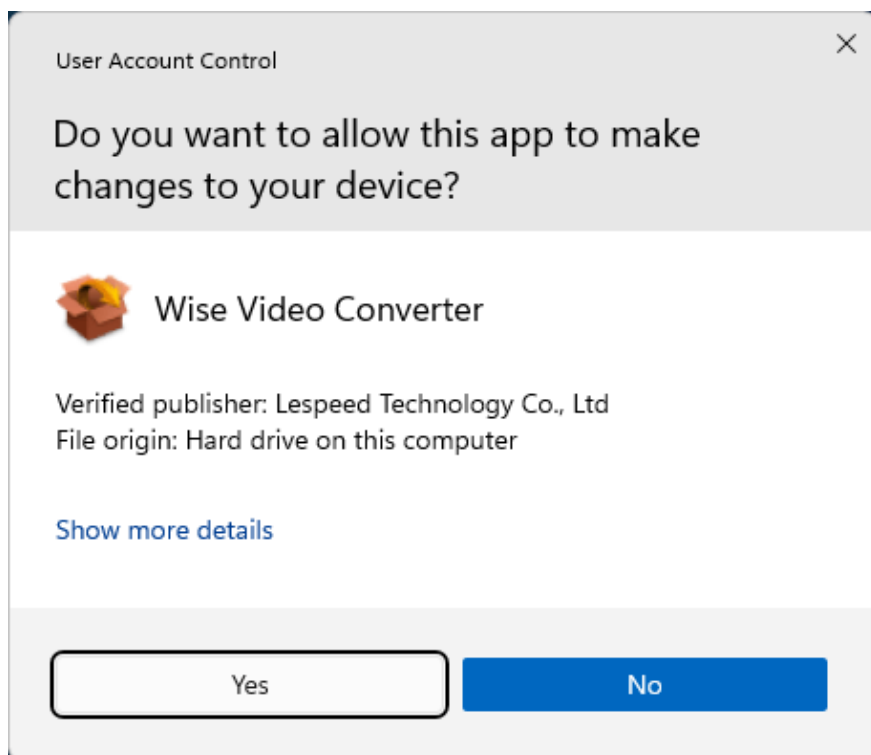 User Account Control
Do you want to allow this app to make
changes to your device?
Wise Video Converter
Verified publisher: Lespeed Technology Co., Ltd
File origin: Hard drive on this computer
Show more details
Yes
No